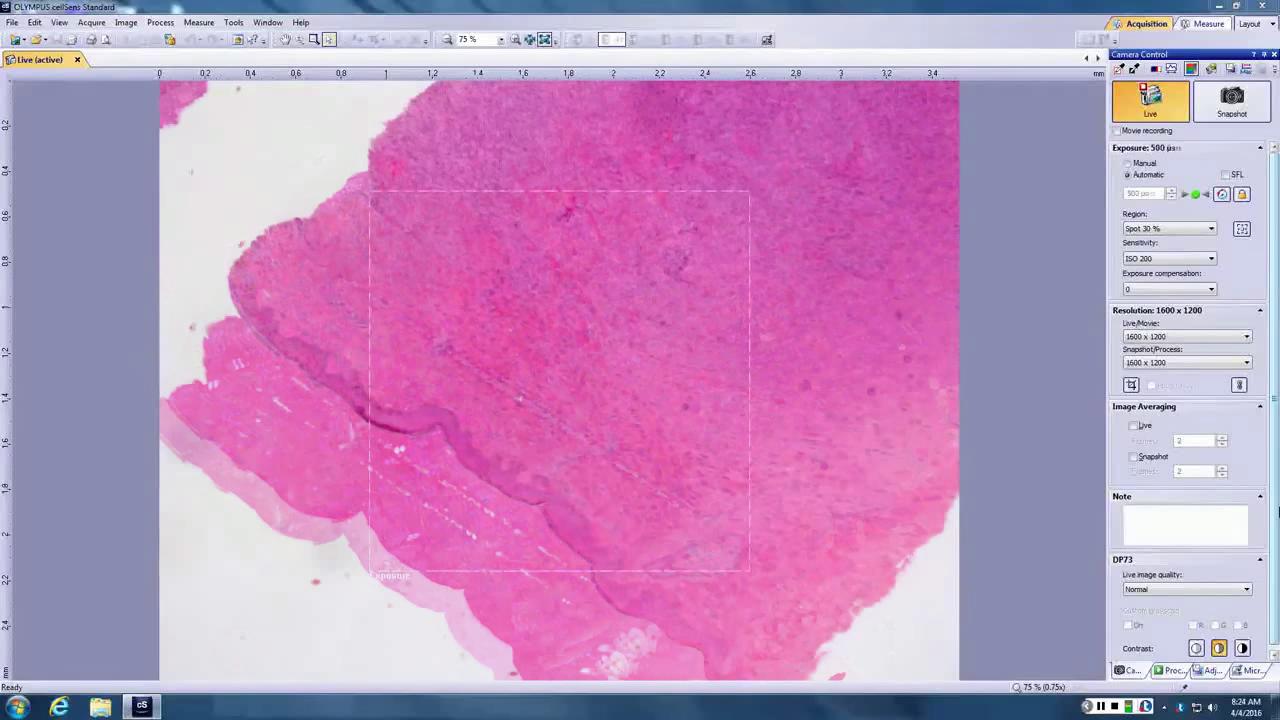 OLYMPUS cellSens Standard
File Edit View Acquire Image Process Measure Tools Window Help
Acquisition Measure Layout
75 %
Live (active)
Camera Control
0 0,2 0,4 0,6 0,8 1 1,2 1,4 1,6 1,8 2 2,2 2,4 2,6 2,8 3 3,2 3,4 mm
Live Snapshot
Movie recording
Exposure: 500 µs
Manual
Automatic SFL
500 µs
Region:
Spot 30 %
Sensitivity:
ISO 200
Exposure compensation:
0
Resolution: 1600 x 1200
Live/Movie:
1600 x 1200
Snapshot/Process:
1600 x 1200
Image Averaging
Live
Frames: 2
Snapshot
Frames: 2
Note
DP73
Live image quality:
Normal
On R G B
Contrast:
Ca... Proc... Adj... Micr...
0,2
0,4
0,6
0,8
1
1,2
1,4
1,6
1,8
2
2,2
2,4
mm
Exposure
Ready
75 % (0.75x)
8:24 AM
4/4/2016